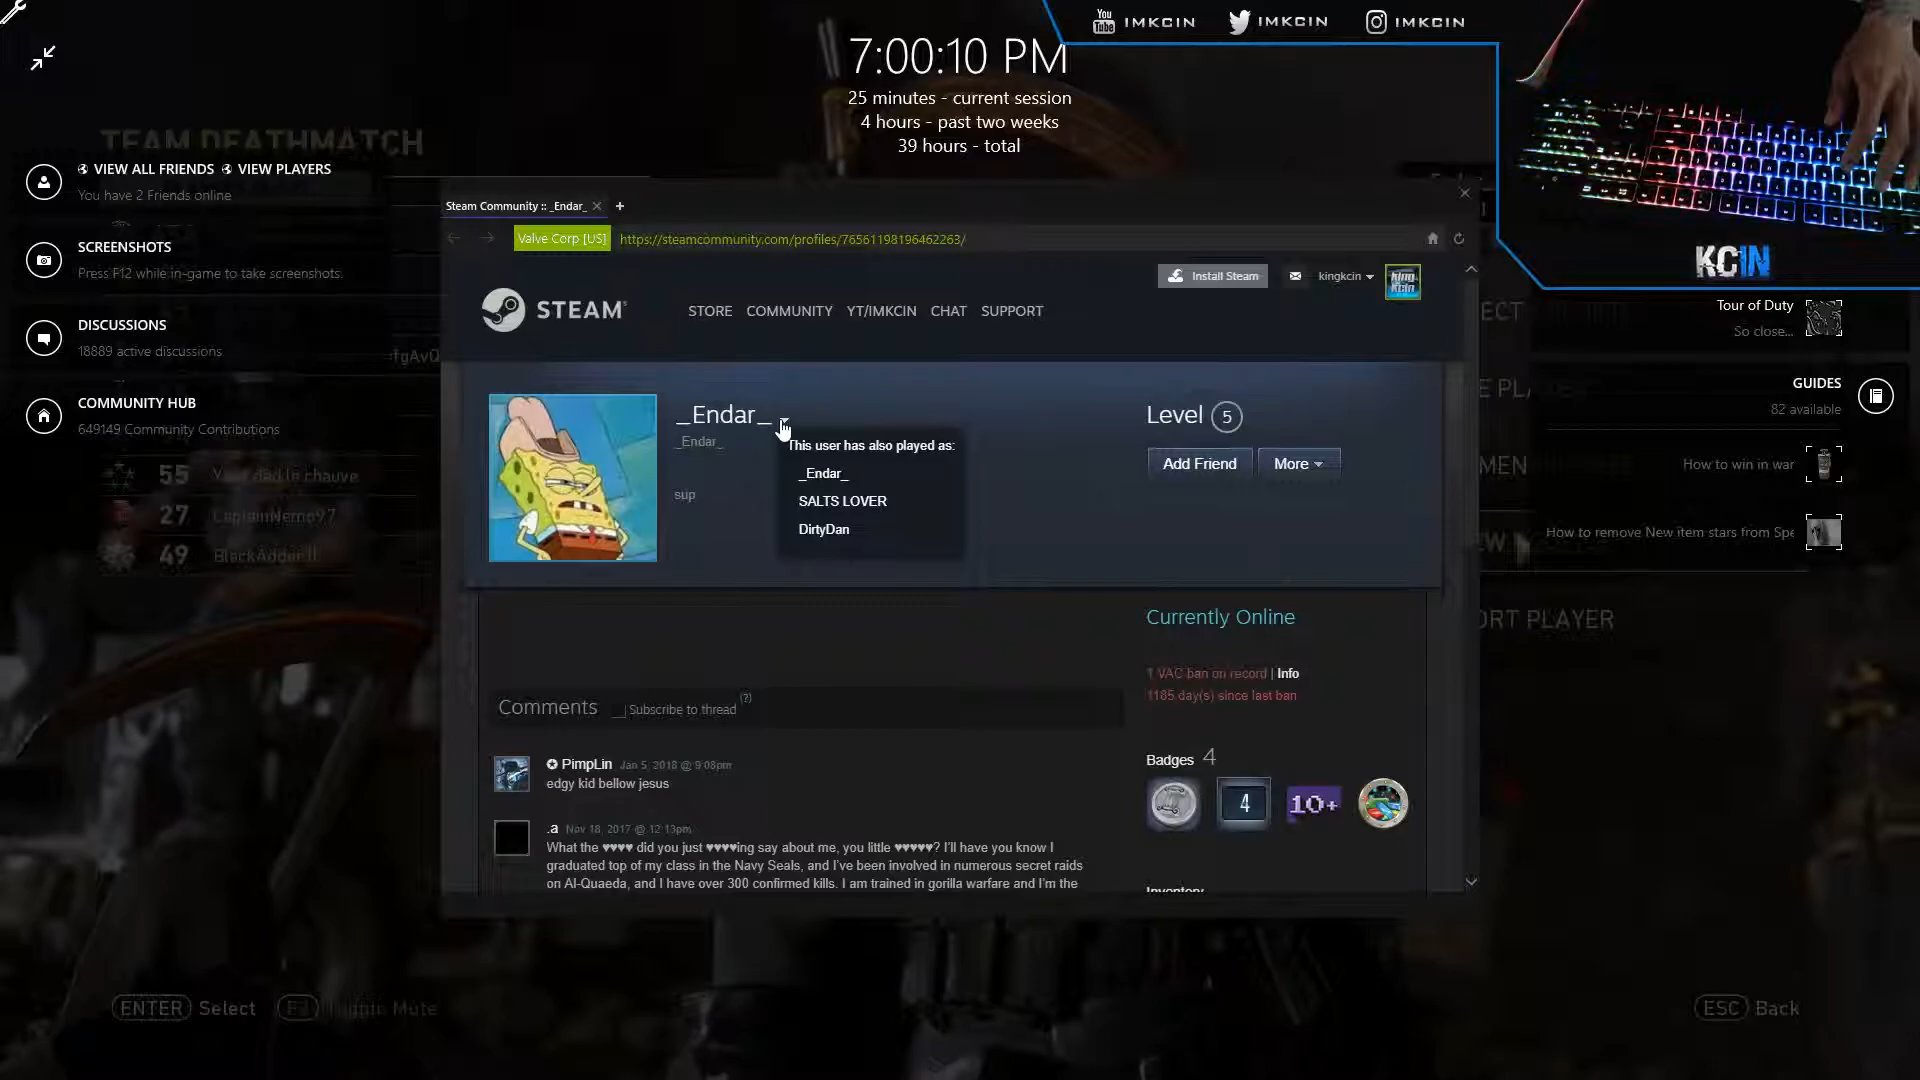 You Tube IMKCIN
IMKCIN
IMKCIN
7:00:10 PM
25 minutes - current session
4 hours - past two weeks
39 hours - total
TEAM DEATHMATCH
VIEW ALL FRIENDS VIEW PLAYERS
You have 2 Friends online
SCREENSHOTS
Press F12 while in-game to take screenshots.
DISCUSSIONS
18889 active discussions
COMMUNITY HUB
649149 Community Contributions
55
27 CaptainNemo97
49 BlackAdder II
Steam Community :: _Endar_
Valve Corp [US] https://steamcommunity.com/profiles/76561198196462263/
Install Steam kingkcin
STEAM
STORE COMMUNITY YT/IMKCIN CHAT SUPPORT
_Endar_
_Endar_
sup
This user has also played as:
_Endar_
SALTS LOVER
DirtyDan
Level 5
Add Friend More
Currently Online
1 VAC ban on record | Info
1185 day(s) since last ban
Badges 4
4
10+
Inventory
Comments Subscribe to thread (?)
PimpLin Jan 5, 2018 @ 9:08pm
edgy kid bellow jesus
.a Nov 18, 2017 @ 12:13pm
What the ♥♥♥♥ did you just ♥♥♥♥ing say about me, you little ♥♥♥♥♥? I'll have you know I
graduated top of my class in the Navy Seals, and I've been involved in numerous secret raids
on Al-Quaeda, and I have over 300 confirmed kills. I am trained in gorilla warfare and I'm the
KCIN
Tour of Duty
So close...
GUIDES
82 available
How to win in war
How to remove New item stars from Spe
ORT PLAYER
ENTER Select
Mute
ESC Back